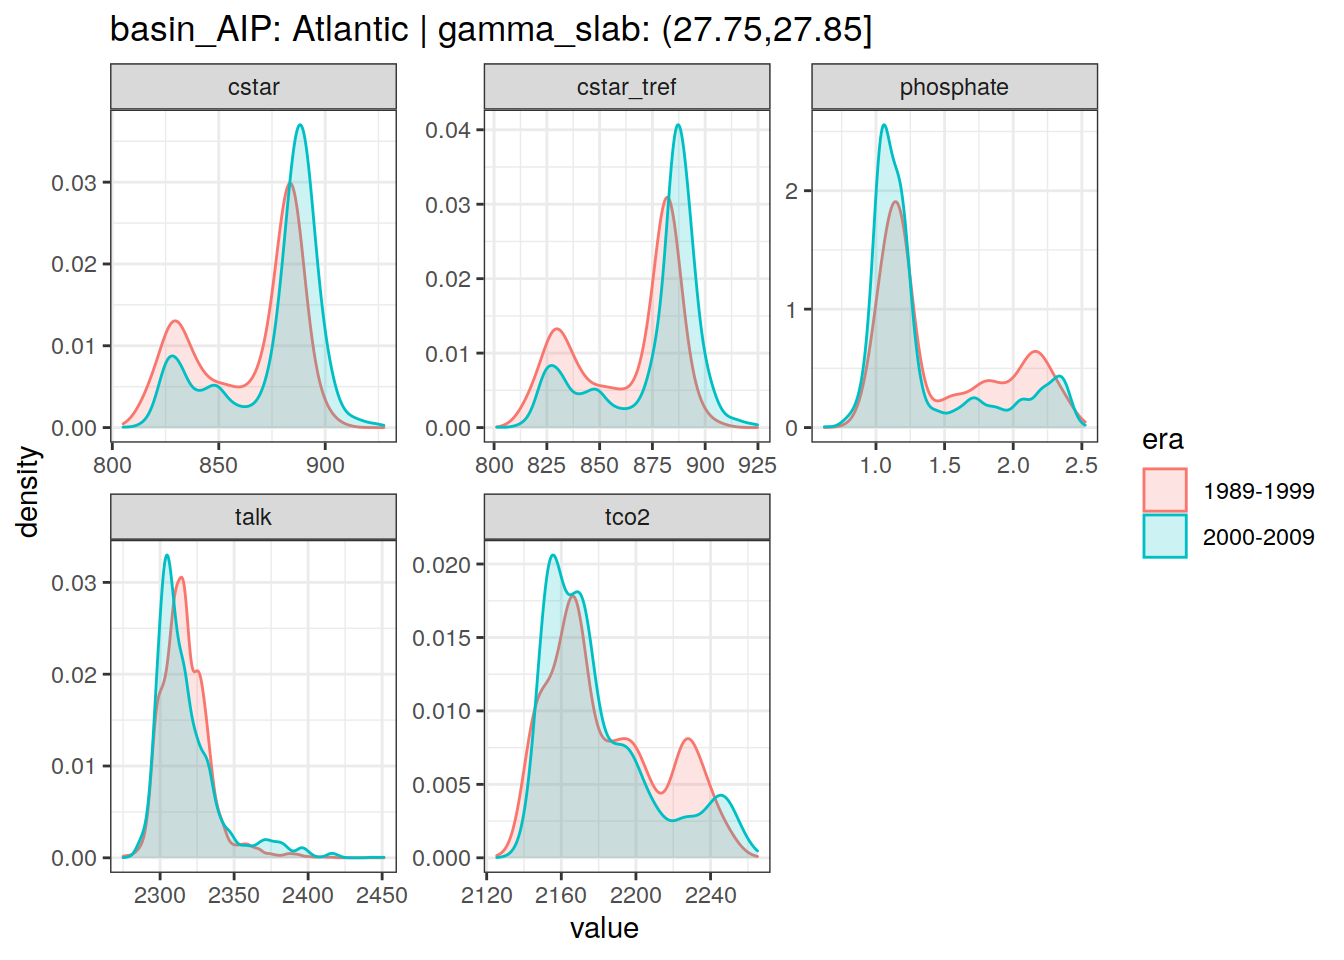 basin_AIP: Atlantic | gamma_slab: (27.75,27.85]
cstar
cstar_tref
phosphate
0.03
0.02
0.01
0.00
800 850 900
0.04
0.03
0.02
0.01
0.00
800 825 850 875 900 925
2
1
0
1.0 1.5 2.0 2.5
density
talk
tco2
0.03
0.02
0.01
0.00
2300 2350 2400 2450
0.020
0.015
0.010
0.005
0.000
2120 2160 2200 2240
value
era
1989-1999
2000-2009